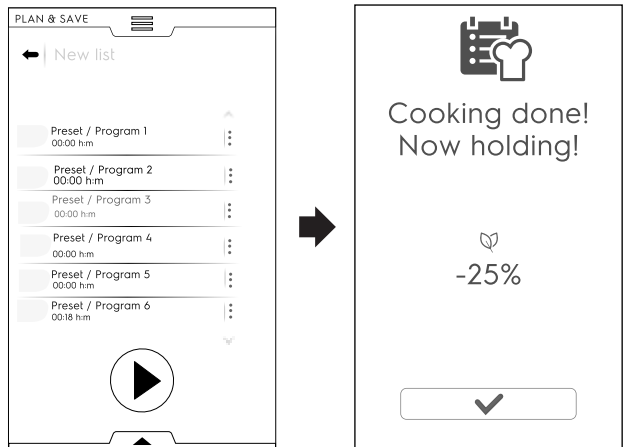 PLAN & SAVE
New list
Preset / Program 1
00:00 h:m
Preset / Program 2
00:00 h:m
Preset / Program 3
00:00 h:m
Preset / Program 4
00:00 h:m
Preset / Program 5
00:00 h:m
Preset / Program 6
00:18 h:m
Cooking done!
Now holding!
-25%